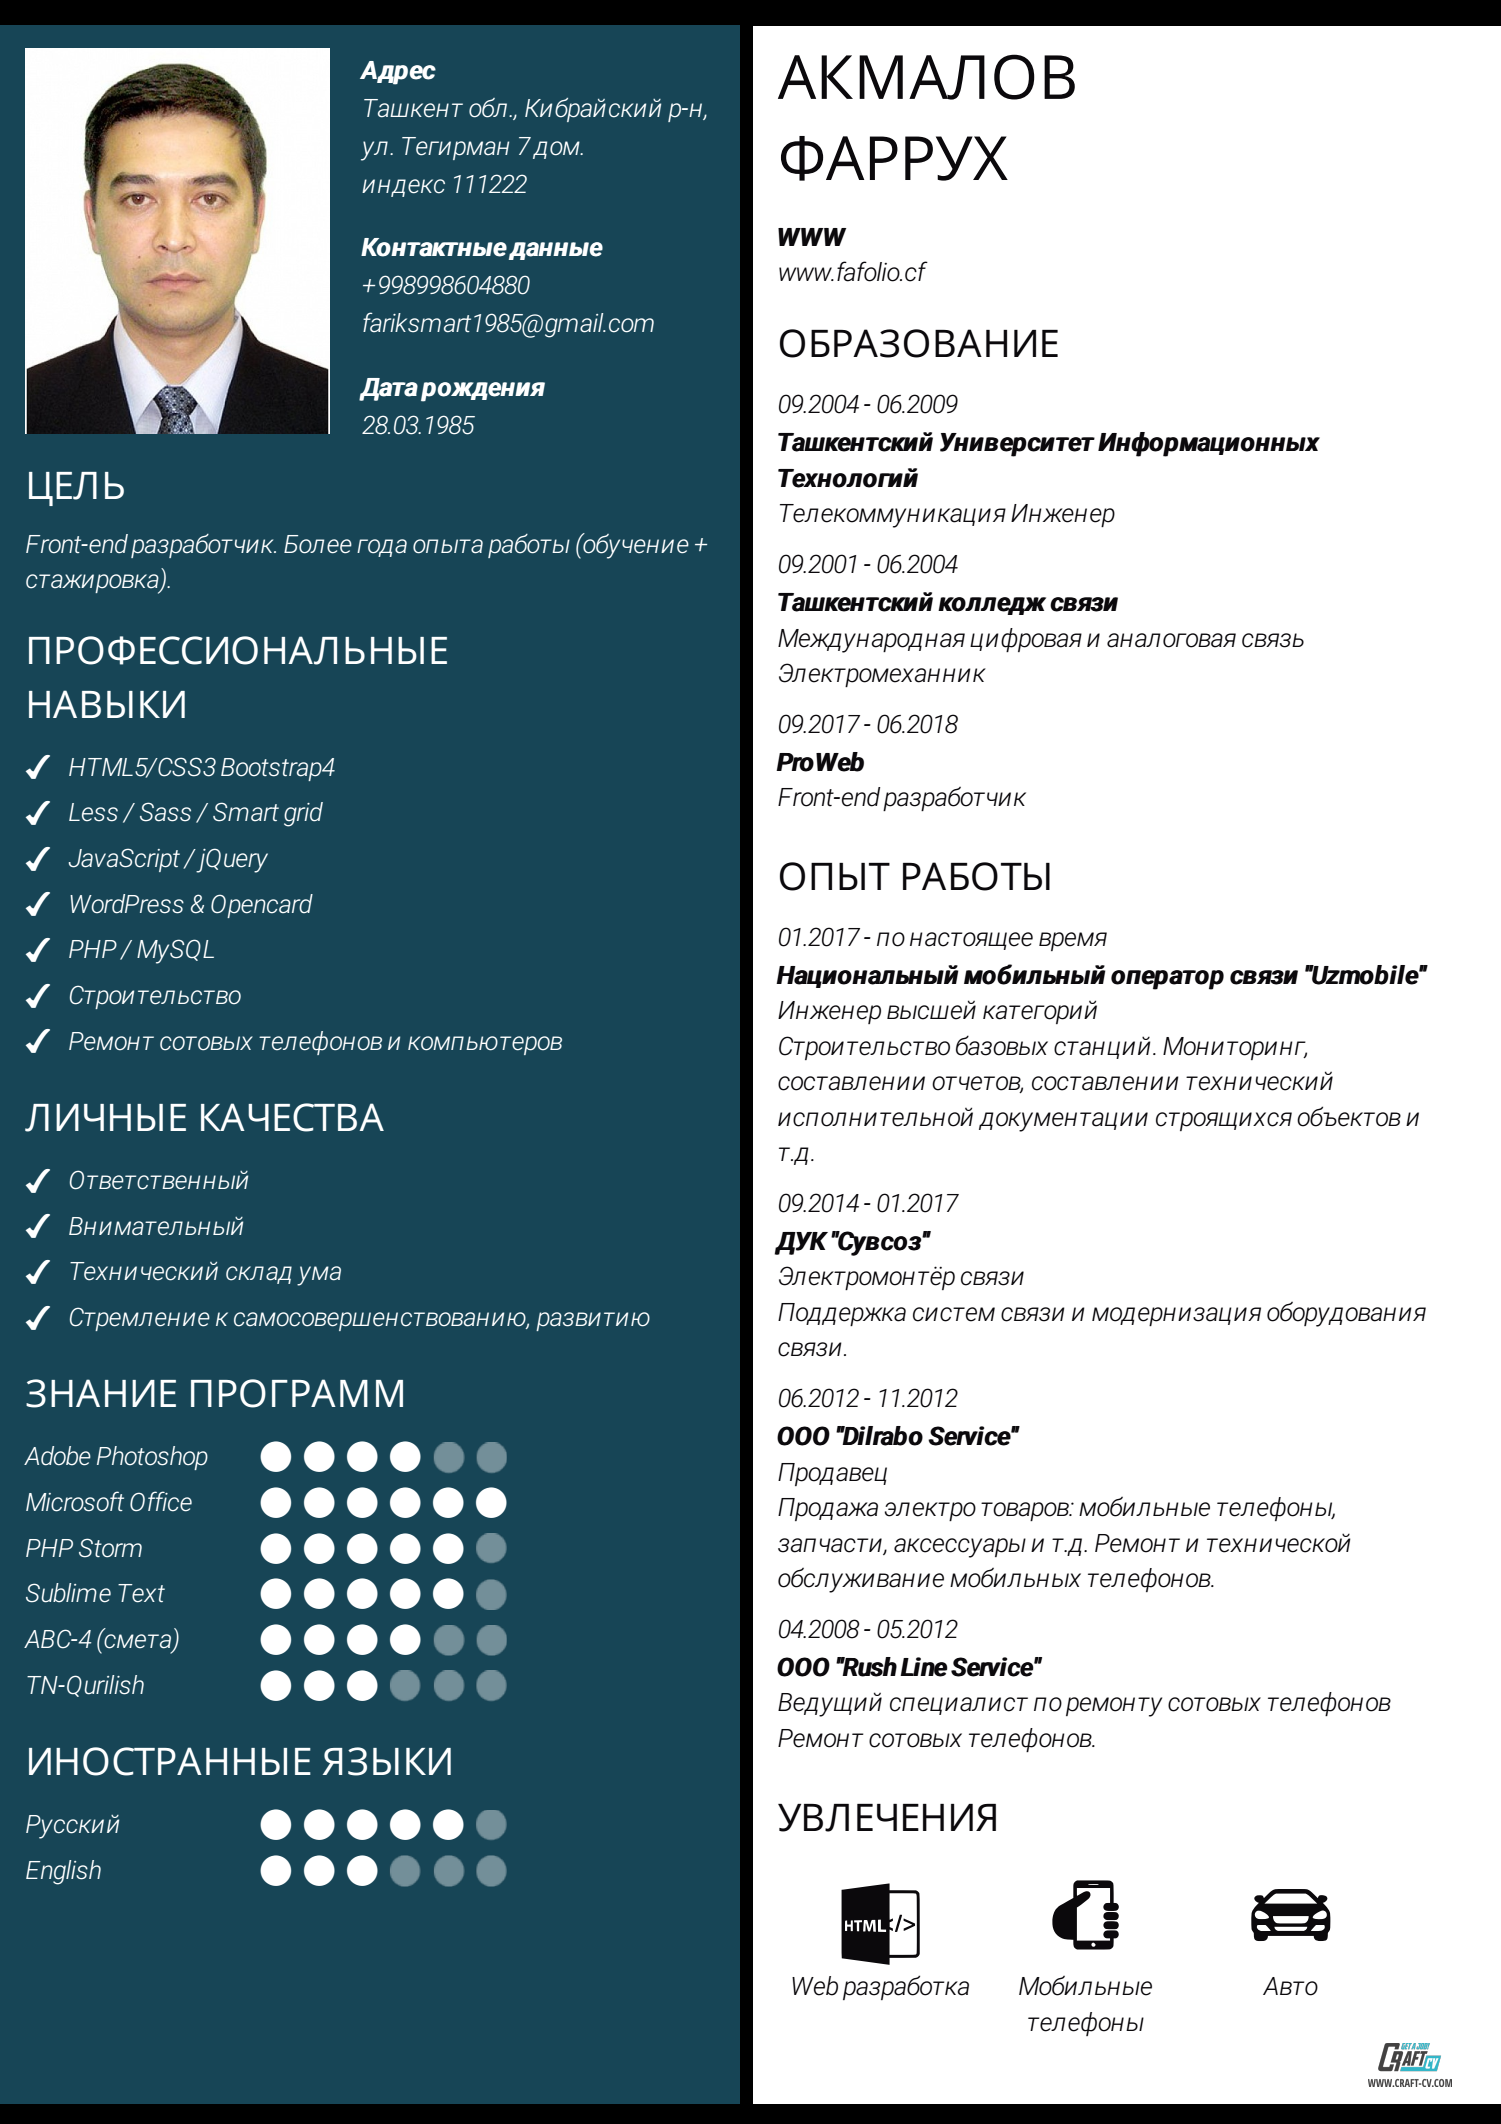 Адрес
Ташкент обл., Кибрайский р-н,
ул. Тегирман 7 дом.
индекс 111222
Контактные данные
+998998604880
fariksmart1985@gmail.com
Дата рождения
28.03.1985
ЦЕЛЬ
Front-end разработчик. Более года опыта работы (обучение +
стажировка).
ПРОФЕССИОНАЛЬНЫЕ
НАВЫКИ
HTML5/CSS3 Bootstrap4
Less / Sass / Smart grid
JavaScript / jQuery
WordPress & Opencard
PHP / MySQL
Строительство
Ремонт сотовых телефонов и компьютеров
ЛИЧНЫЕ КАЧЕСТВА
Ответственный
Внимательный
Технический склад ума
Стремление к самосовершенствованию, развитию
ЗНАНИЕ ПРОГРАММ
Adobe Photoshop
Microsoft Office
PHP Storm
Sublime Text
АВС-4 (смета)
TN-Qurilish
ИНОСТРАННЫЕ ЯЗЫКИ
Русский
English
АКМАЛОВ
ФАРРУХ
WWW
www.fafolio.cf
ОБРАЗОВАНИЕ
09.2004 - 06.2009
Ташкентский Университет Информационных
Технологий
Телекоммуникация Инженер
09.2001 - 06.2004
Ташкентский колледж связи
Международная цифровая и аналоговая связь
Электромеханник
09.2017 - 06.2018
ProWeb
Front-end разработчик
ОПЫТ РАБОТЫ
01.2017 - по настоящее время
Национальный мобильный оператор связи "Uzmobile"
Инженер высшей категорий
Строительство базовых станций. Мониторинг,
составлении отчетов, составлении технический
исполнительной документации строящихся объектов и
т.д.
09.2014 - 01.2017
ДУК "Сувсоз"
Электромонтёр связи
Поддержка систем связи и модернизация оборудования
связи.
06.2012 - 11.2012
ООО "Dilrabo Service"
Продавец
Продажа электро товаров: мобильные телефоны,
запчасти, аксессуары и т.д. Ремонт и технической
обслуживание мобильных телефонов.
04.2008 - 05.2012
ООО "Rush Line Service"
Ведущий специалист по ремонту сотовых телефонов
Ремонт сотовых телефонов.
УВЛЕЧЕНИЯ
HTML </>
Web разработка
Мобильные
телефоны
Авто
GET A JOB!
CRAFT CV
WWW.CRAFT-CV.COM